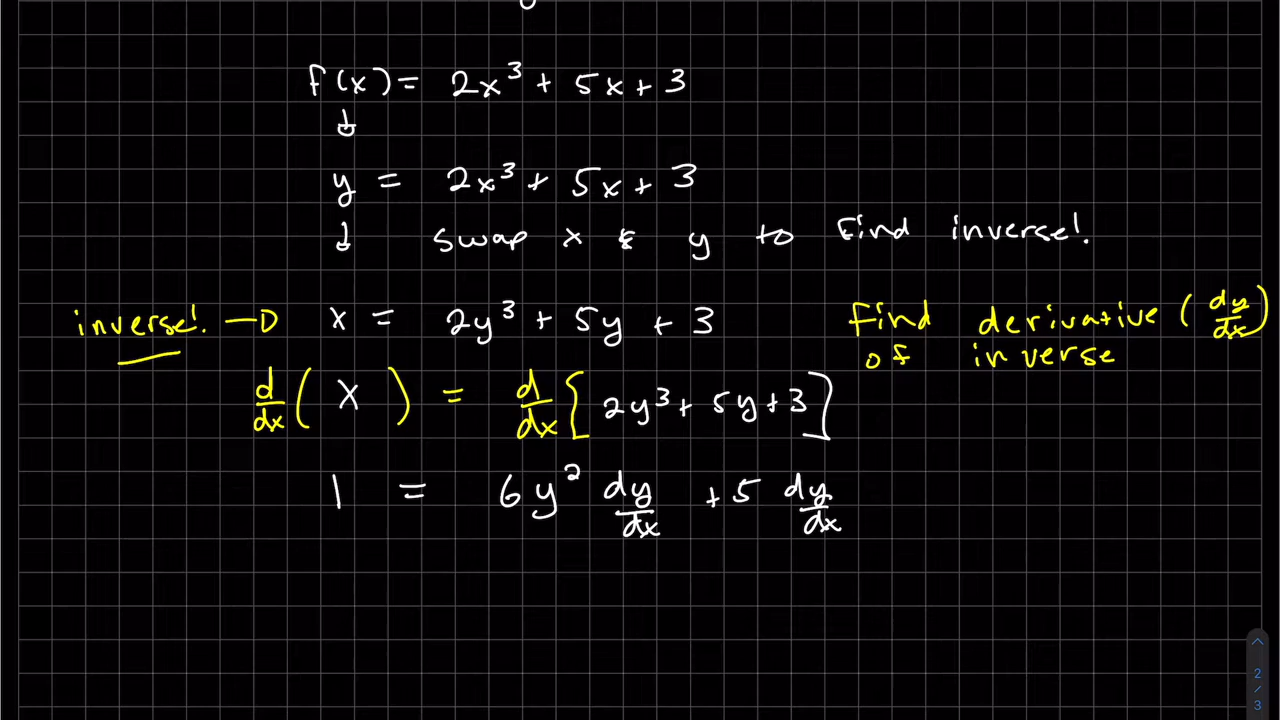 f(x) = 2x³ + 5x + 3
↓
y = 2x³ + 5x + 3
↓ swap x & y to find inverse!
inverse! → x = 2y³ + 5y + 3
Find derivative (dy/dx)
of inverse
d/dx ( x ) = d/dx [ 2y³ + 5y + 3 ]
1 = 6y² dy/dx + 5 dy/dx
2
/
3